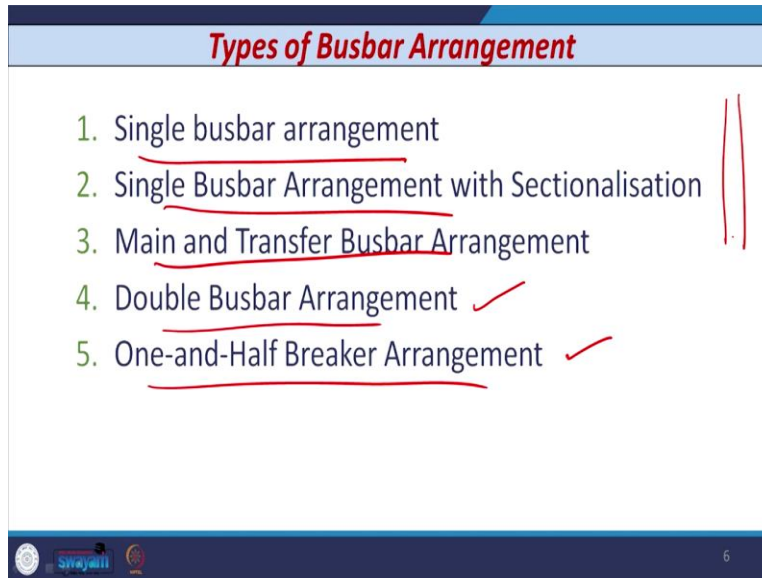 Types of Busbar Arrangement
1. Single busbar arrangement
2. Single Busbar Arrangement with Sectionalisation
3. Main and Transfer Busbar Arrangement
4. Double Busbar Arrangement
5. One-and-Half Breaker Arrangement
swayam
6